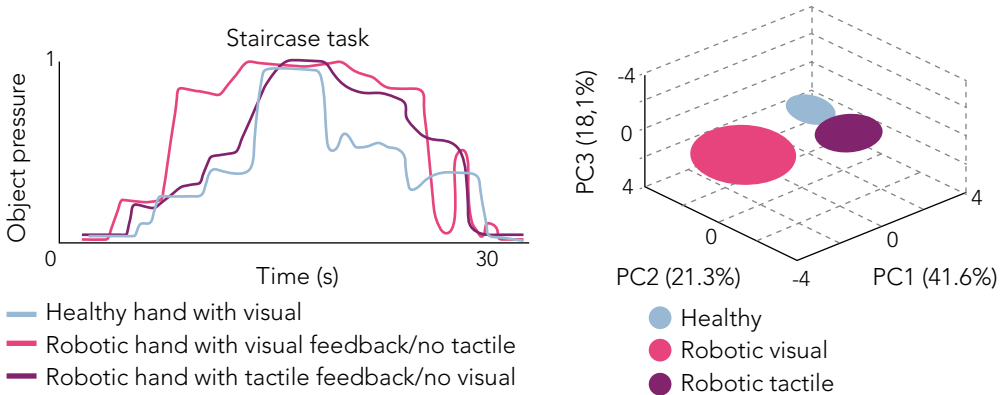 Staircase task
1
Object pressure
0
Time (s)
30
Healthy hand with visual
Robotic hand with visual feedback/no tactile
Robotic hand with tactile feedback/no visual
-4
0
4
PC3 (18,1%)
0
-4
PC2 (21.3%)
0
4
PC1 (41.6%)
Healthy
Robotic visual
Robotic tactile